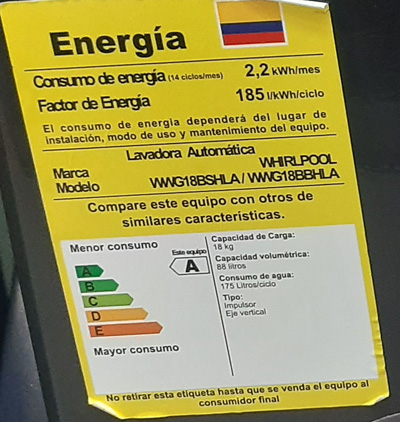 Energía
Consumo de energía (14 ciclos/mes) 2,2 kWh/mes
Factor de Energía 185 l/kWh/ciclo
El consumo de energia dependerá del lugar de
instalación, modo de uso y mantenimiento del equipo.
Lavadora Automática
Marca WHIRLPOOL
Modelo WWG18BSHLA / WWG18BBHLA
Compare este equipo con otros de
similares características.
Menor consumo
Este equipo
A
A
B
C
D
E
Mayor consumo
Capacidad de Carga:
18 kg
Capacidad volumétrica:
88 litros
Consumo de agua:
175 Litros/ciclo
Tipo:
Impulsor
Eje vertical
No retirar esta etiqueta hasta que se venda el equipo al
consumidor final